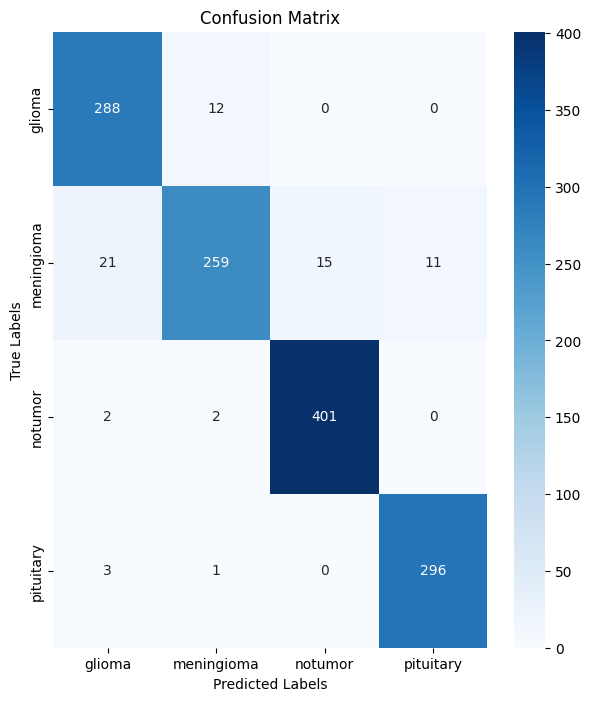 Confusion Matrix
True Labels
glioma
288 12 0 0
meningioma
21 259 15 11
notumor
2 2 401 0
pituitary
3 1 0 296
glioma meningioma notumor pituitary
Predicted Labels
400
350
300
250
200
150
100
50
0